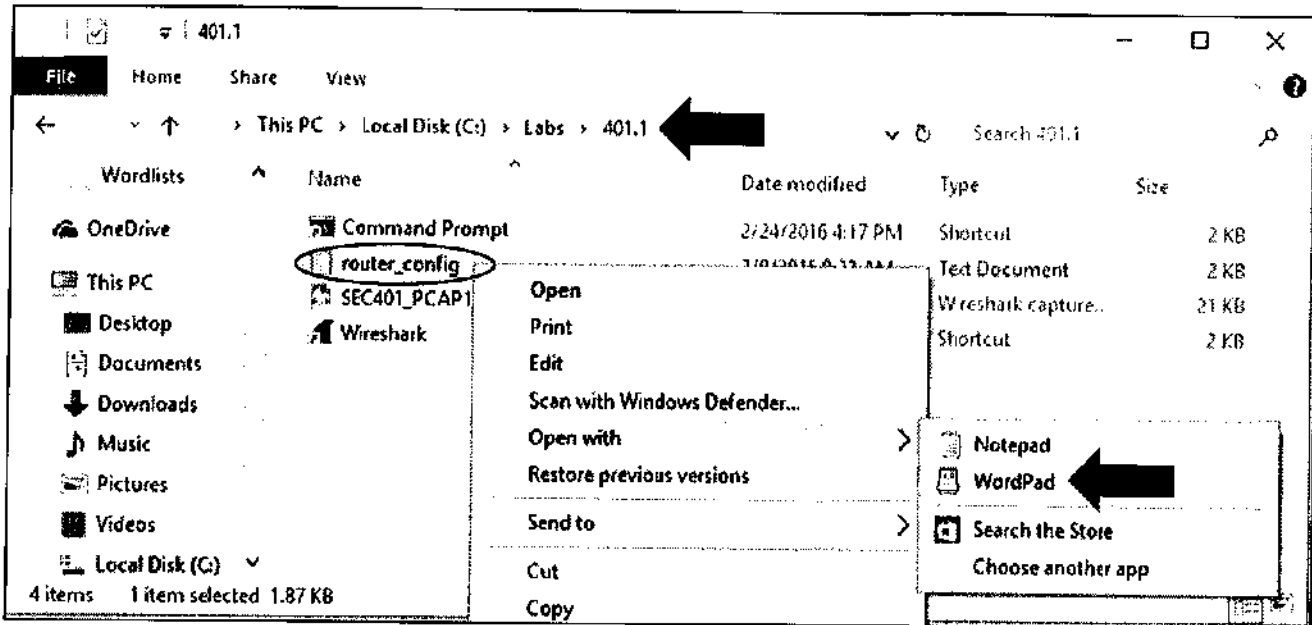 401.1
File Home Share View
This PC > Local Disk (C:) > Labs > 401.1
Search 401.1
Wordlists
Name Date modified Type Size
OneDrive
Command Prompt 2/24/2016 4:17 PM Shortcut 2 KB
router_config Text Document 2 KB
This PC
SEC401_PCAP1 Wireshark capture... 21 KB
Desktop
Wireshark Shortcut 2 KB
Documents
Downloads
Music
Pictures
Videos
Local Disk (C:)
4 items 1 item selected 1.87 KB
Open
Print
Edit
Scan with Windows Defender...
Open with
Restore previous versions
Send to
Cut
Copy
Notepad
WordPad
Search the Store
Choose another app